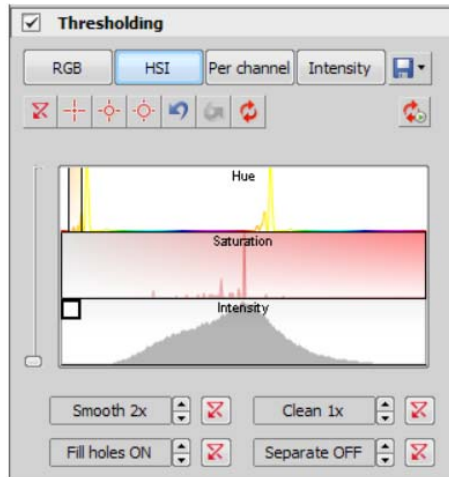 Thresholding
RGB HSI Per channel Intensity
Hue
Saturation
Intensity
Smooth 2x Clean 1x
Fill holes ON Separate OFF